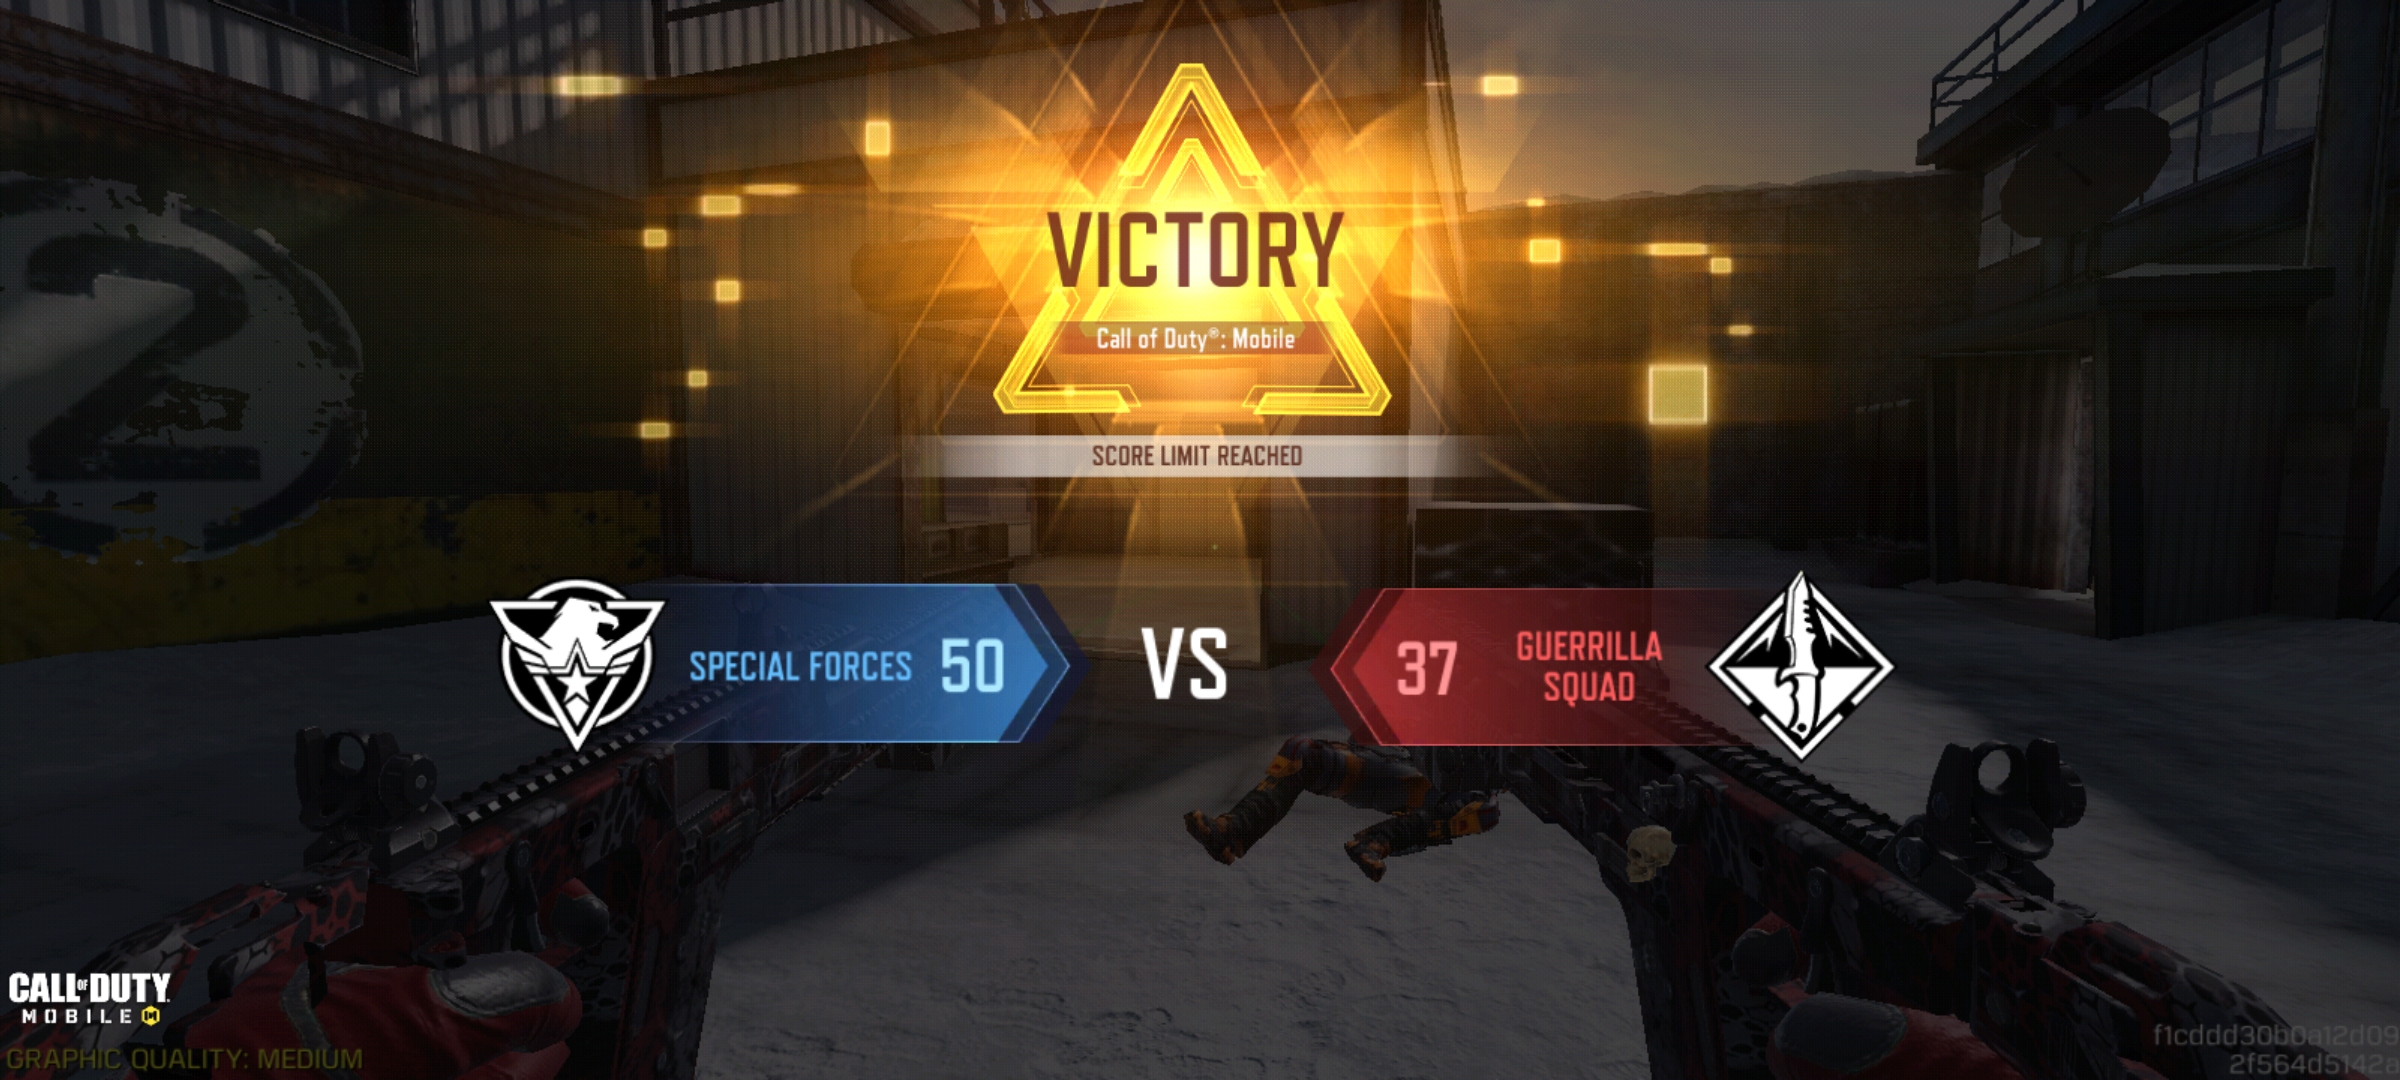 VICTORY
Call of Duty®: Mobile
SCORE LIMIT REACHED
SPECIAL FORCES 50 VS 37 GUERRILLA SQUAD
2
CALL OF DUTY
MOBILE
GRAPHIC QUALITY: MEDIUM
f1cddd30b0a12d09
2f564d5142a